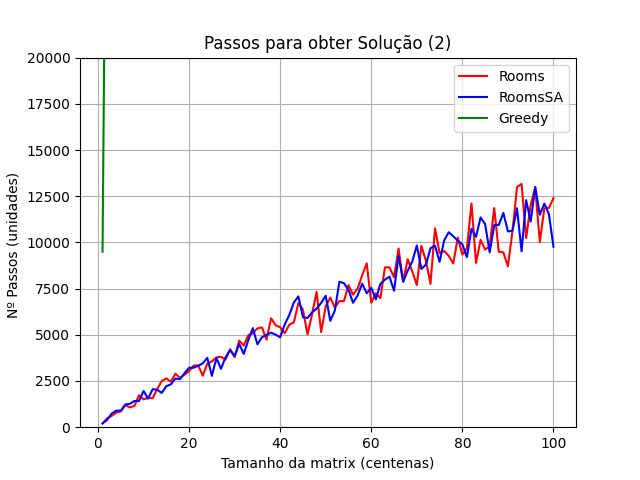 Passos para obter Solução (2)
Nº Passos (unidades)
20000
17500
15000
12500
10000
7500
5000
2500
0
Rooms
RoomsSA
Greedy
0 20 40 60 80 100
Tamanho da matrix (centenas)